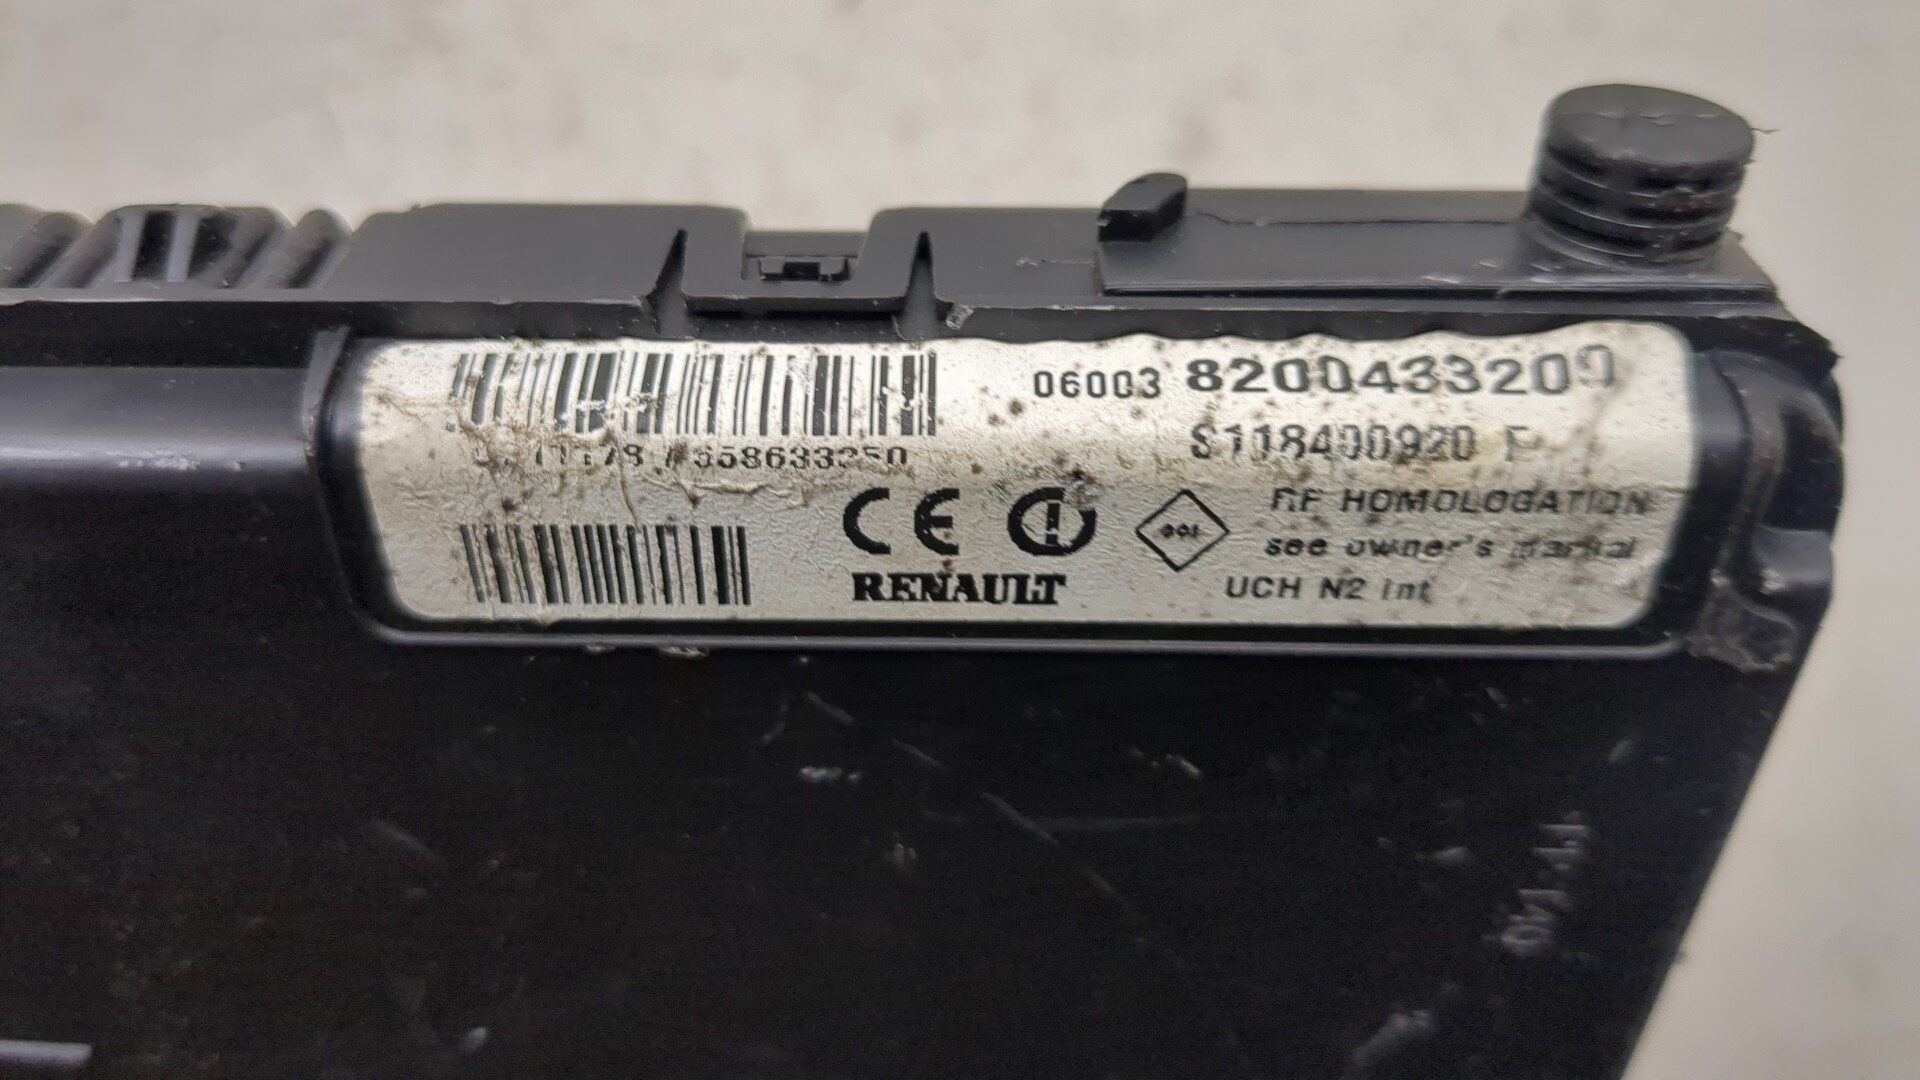 06003 8200433200
S118400920 F
CE
RF HOMOLOGATION
see owner's manual
RENAULT
UCH N2 Int